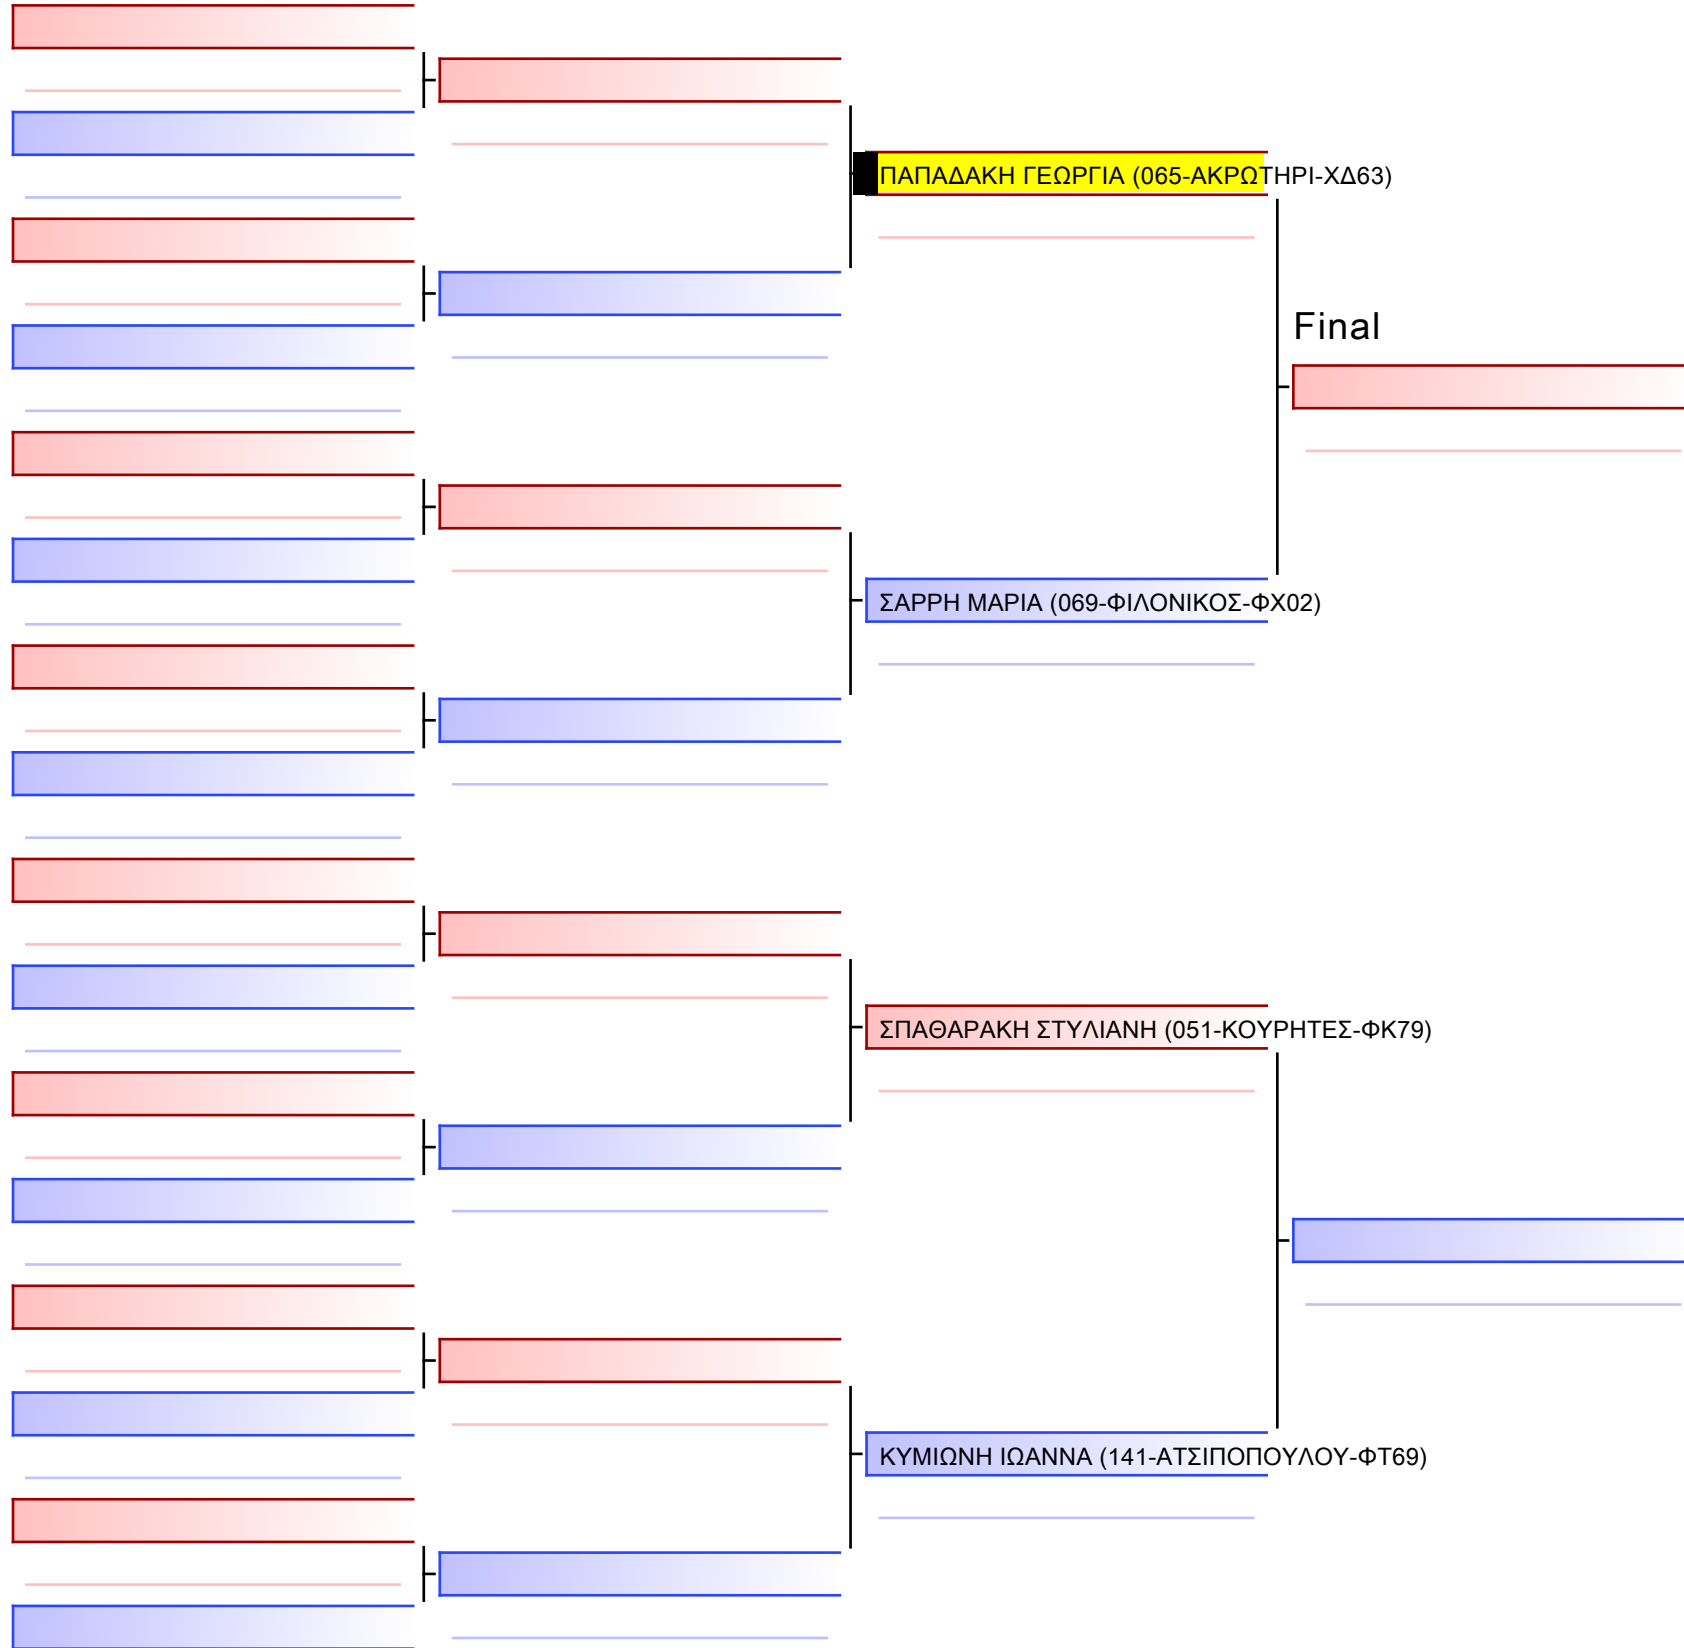 ΠΑΠΑΔΑΚΗ ΓΕΩΡΓΙΑ (065-ΑΚΡΩΤΗΡΙ-ΧΔ63)
Final
ΣΑΡΡΗ ΜΑΡΙΑ (069-ΦΙΛΟΝΙΚΟΣ-ΦΧ02)
ΣΠΑΘΑΡΑΚΗ ΣΤΥΛΙΑΝΗ (051-ΚΟΥΡΗΤΕΣ-ΦΚ79)
ΚΥΜΙΩΝΗ ΙΩΑΝΝΑ (141-ΑΤΣΙΠΟΠΟΥΛΟΥ-ΦΤ69)